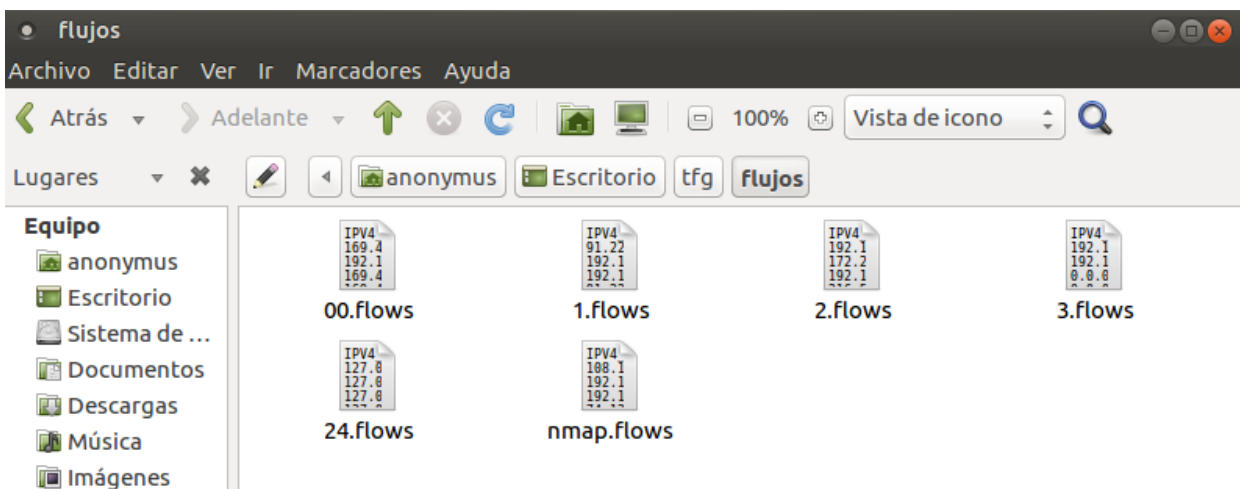 flujos
Archivo Editar Ver Ir Marcadores Ayuda
Atrás Adelante 100% Vista de icono
Lugares anonymus Escritorio tfg flujos
Equipo
anonymus
Escritorio
Sistema de ...
Documentos
Descargas
Música
Imágenes
IPV4 IPV4 IPV4 IPV4
169.4 91.22 192.1 192.1
192.1 192.1 172.2 192.1
169.4 192.1 192.1 0.0.0
00.flows 1.flows 2.flows 3.flows
IPV4 IPV4
127.0 108.1
127.0 192.1
127.0 192.1
24.flows nmap.flows